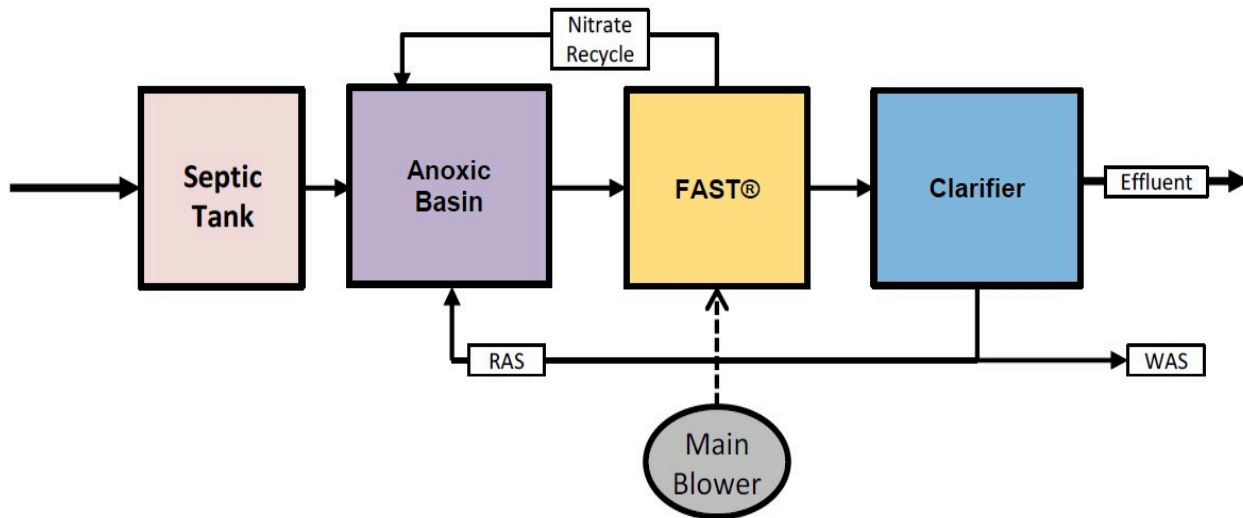 Nitrate
Recycle
Septic
Tank
Anoxic
Basin
FAST®
Clarifier
Effluent
RAS
WAS
Main
Blower